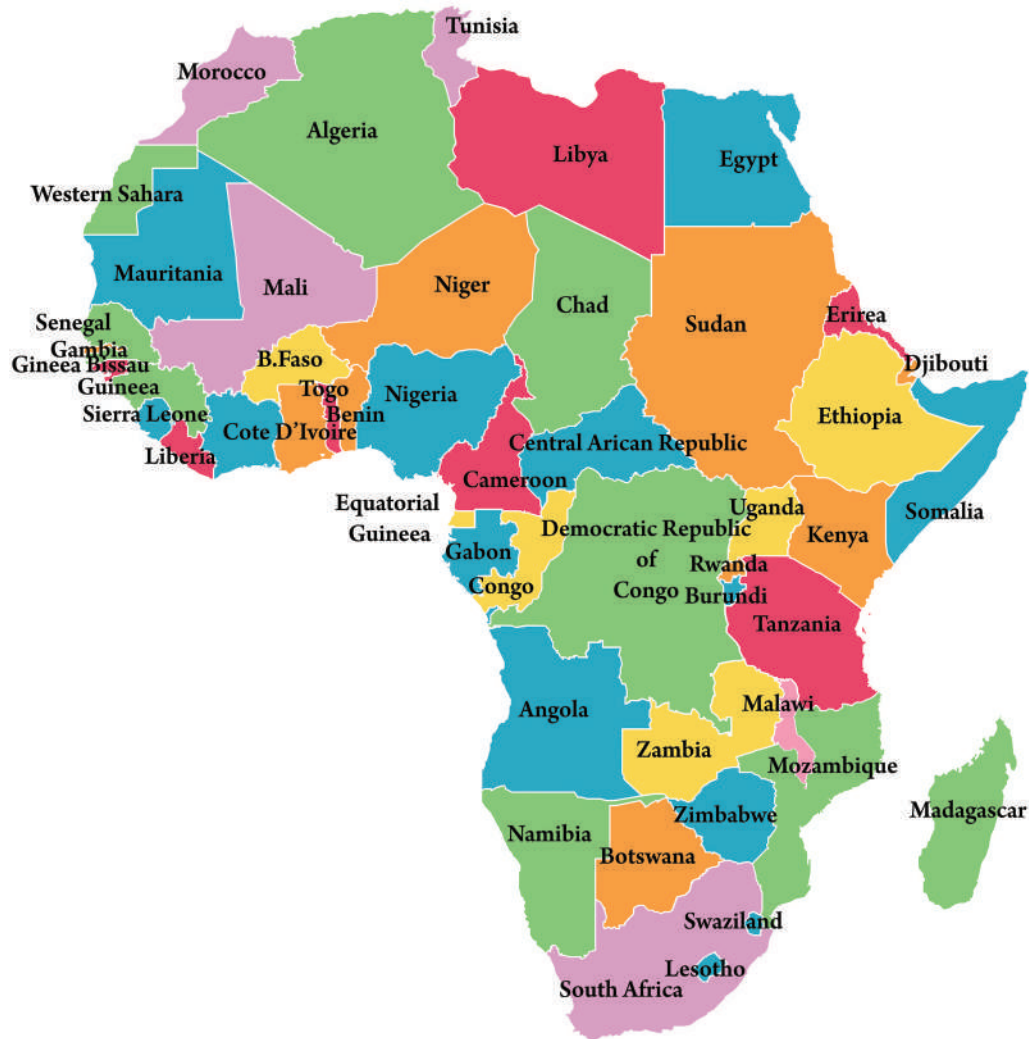 Tunisia
Morocco
Algeria
Libya
Egypt
Western Sahara
Mauritania
Mali
Niger
Chad
Sudan
Erirea
Senegal
Gambia
B.Faso
Gineea Bissau
Djibouti
Guineea
Togo
Nigeria
Sierra Leone
Benin
Ethiopia
Cote D'Ivoire
Central Arican Republic
Liberia
Cameroon
Equatorial
Guineea
Uganda
Somalia
Democratic Republic
of
Congo
Kenya
Gabon
Rwanda
Congo
Burundi
Tanzania
Angola
Malawi
Zambia
Mozambique
Madagascar
Zimbabwe
Namibia
Botswana
Swaziland
Lesotho
South Africa